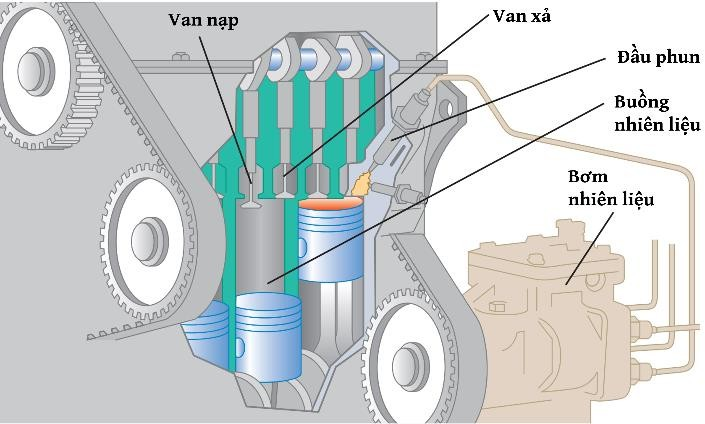 Van nạp
Van xả
Đầu phun
Buồng
nhiên liệu
Bơm
nhiên liệu